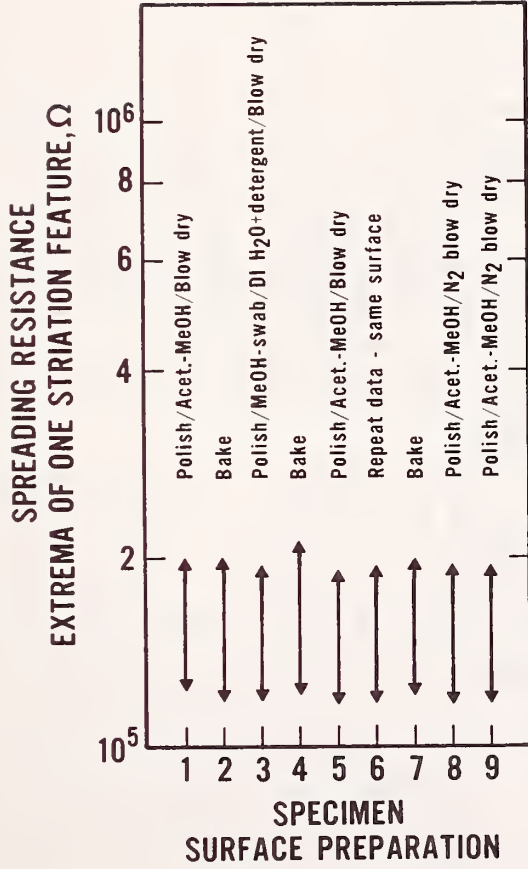 SPREADING RESISTANCE
EXTREMA OF ONE STRIATION FEATURE, Ω
10⁶
8
6
4
2
10⁵
Polish/Acet.-MeOH/Blow dry
Bake
Polish/MeOH-swab/DI H₂O+detergent/Blow dry
Bake
Polish/Acet.-MeOH/Blow dry
Repeat data - same surface
Bake
Polish/Acet.-MeOH/N₂ blow dry
Polish/Acet.-MeOH/N₂ blow dry
1 2 3 4 5 6 7 8 9
SPECIMEN
SURFACE PREPARATION